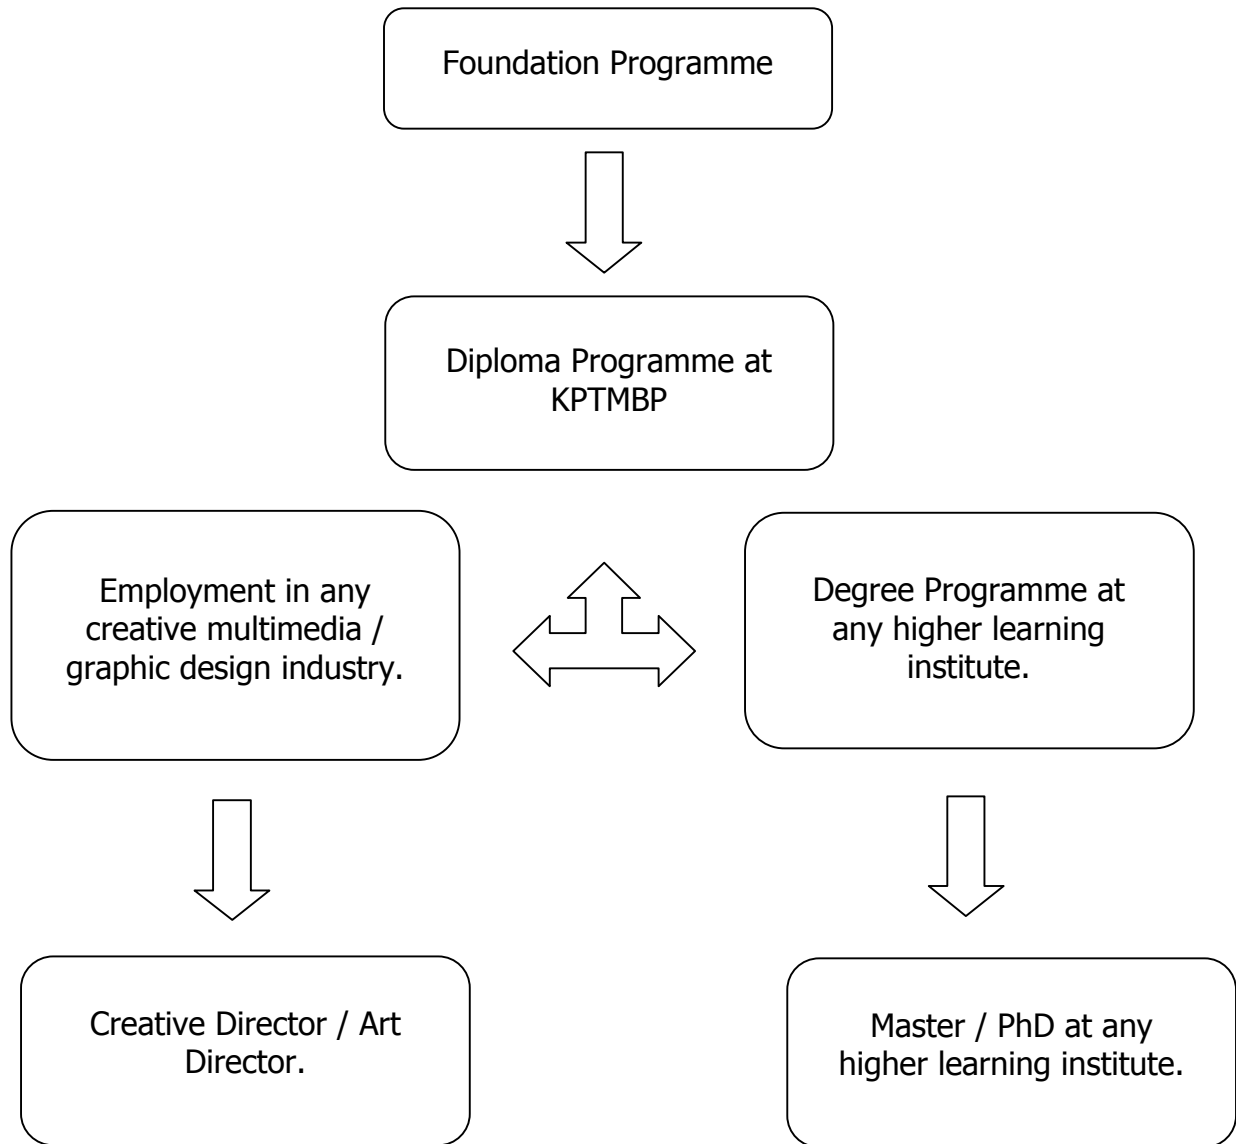 Foundation Programme
Diploma Programme at
KPTMBP
Employment in any
creative multimedia /
graphic design industry.
Degree Programme at
any higher learning
institute.
Creative Director / Art
Director.
Master / PhD at any
higher learning institute.